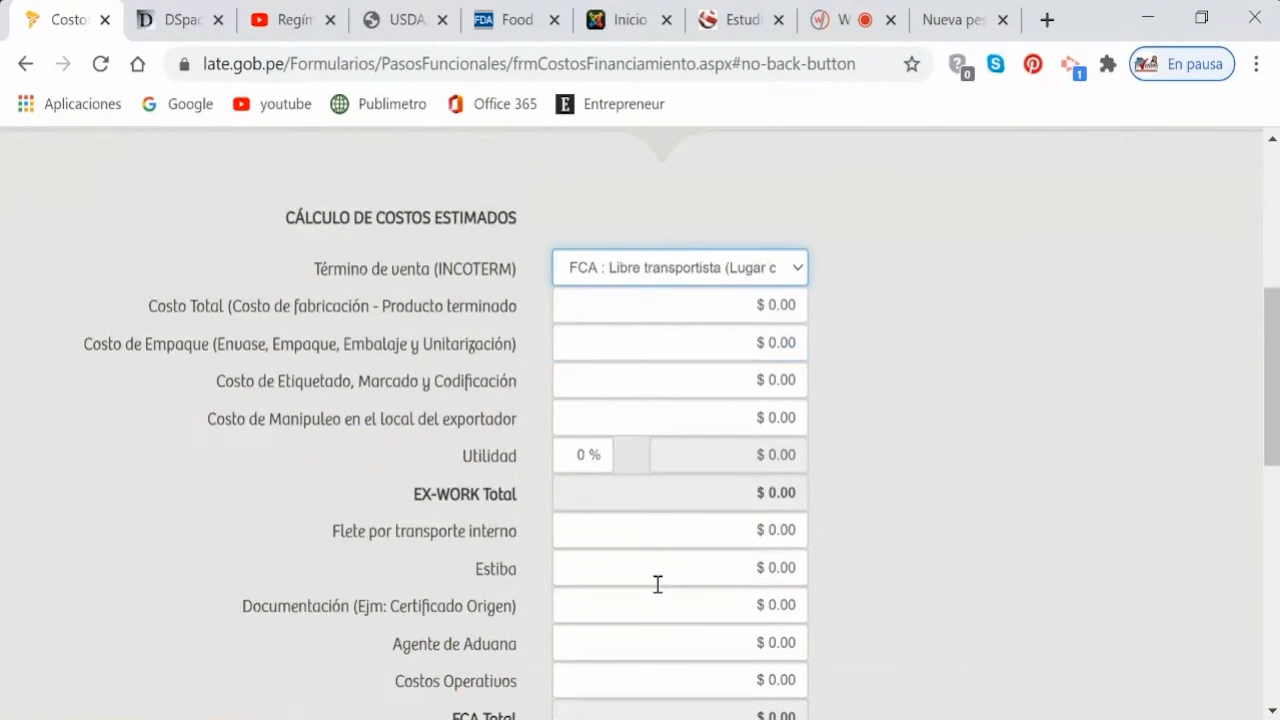 Costo
DSpac
Regím
USDA
FDA Food
Inicio
Estudi
W
Nueva pes
late.gob.pe/Formularios/PasosFuncionales/frmCostosFinanciamiento.aspx#no-back-button
0
1
En pausa
Aplicaciones
Google
youtube
Publimetro
Office 365
E Entrepreneur
CÁLCULO DE COSTOS ESTIMADOS
Término de venta (INCOTERM) FCA : Libre transportista (Lugar c
Costo Total (Costo de fabricación - Producto terminado $ 0.00
Costo de Empaque (Envase, Empaque, Embalaje y Unitarización) $ 0.00
Costo de Etiquetado, Marcado y Codificación $ 0.00
Costo de Manipuleo en el local del exportador $ 0.00
Utilidad 0 % $ 0.00
EX-WORK Total $ 0.00
Flete por transporte interno $ 0.00
Estiba $ 0.00
Documentación (Ejm: Certificado Origen) $ 0.00
Agente de Aduana $ 0.00
Costos Operativos $ 0.00
FCA Total $ 0.00